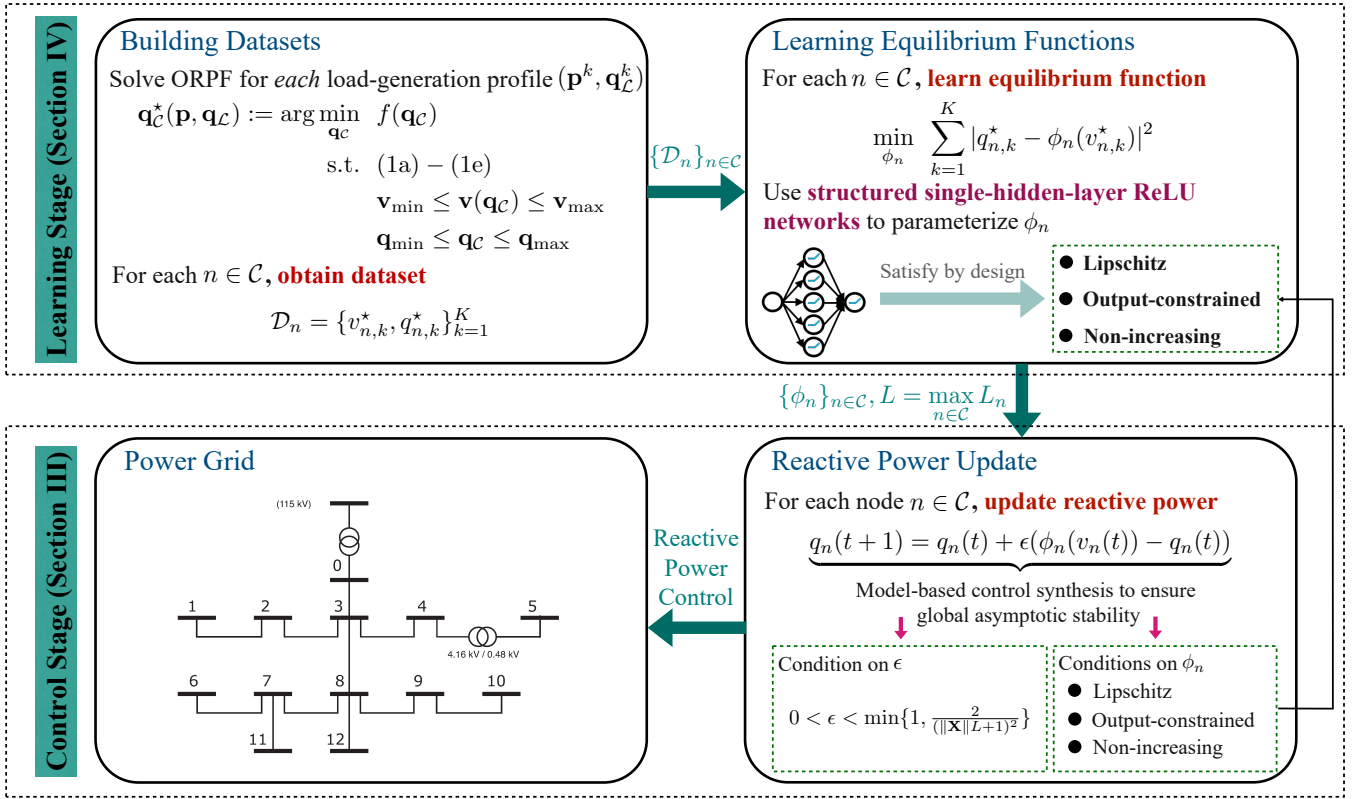 Learning Stage (Section IV)
Building Datasets
Solve ORPF for each load-generation profile (𝐩^k, 𝐪_ℒ^k)
𝐪_𝒞^⋆(𝐩, 𝐪_ℒ) := arg min_{𝐪_𝒞} f(𝐪_𝒞)
s.t. (1a) − (1e)
𝐯_min ≤ 𝐯(𝐪_𝒞) ≤ 𝐯_max
𝐪_min ≤ 𝐪_𝒞 ≤ 𝐪_max
For each n ∈ 𝒞, obtain dataset
𝒟_n = {v_{n,k}^⋆, q_{n,k}^⋆}_{k=1}^K
{𝒟_n}_{n∈𝒞}
Learning Equilibrium Functions
For each n ∈ 𝒞, learn equilibrium function
min_{ϕ_n} ∑_{k=1}^{K} |q_{n,k}^⋆ − ϕ_n(v_{n,k}^⋆)|^2
Use structured single-hidden-layer ReLU
networks to parameterize ϕ_n
Satisfy by design
● Lipschitz
● Output-constrained
● Non-increasing
{ϕ_n}_{n∈𝒞}, L = max_{n∈𝒞} L_n
Control Stage (Section III)
Power Grid
(115 kV)
0
1 2 3 4 5
4.16 kV / 0.48 kV
6 7 8 9 10
11 12
Reactive
Power
Control
Reactive Power Update
For each node n ∈ 𝒞, update reactive power
q_n(t + 1) = q_n(t) + ϵ(ϕ_n(v_n(t)) − q_n(t))
Model-based control synthesis to ensure
global asymptotic stability
Condition on ϵ
0 < ϵ < min{1, 2/(‖𝐗‖L+1)^2}
Conditions on ϕ_n
● Lipschitz
● Output-constrained
● Non-increasing